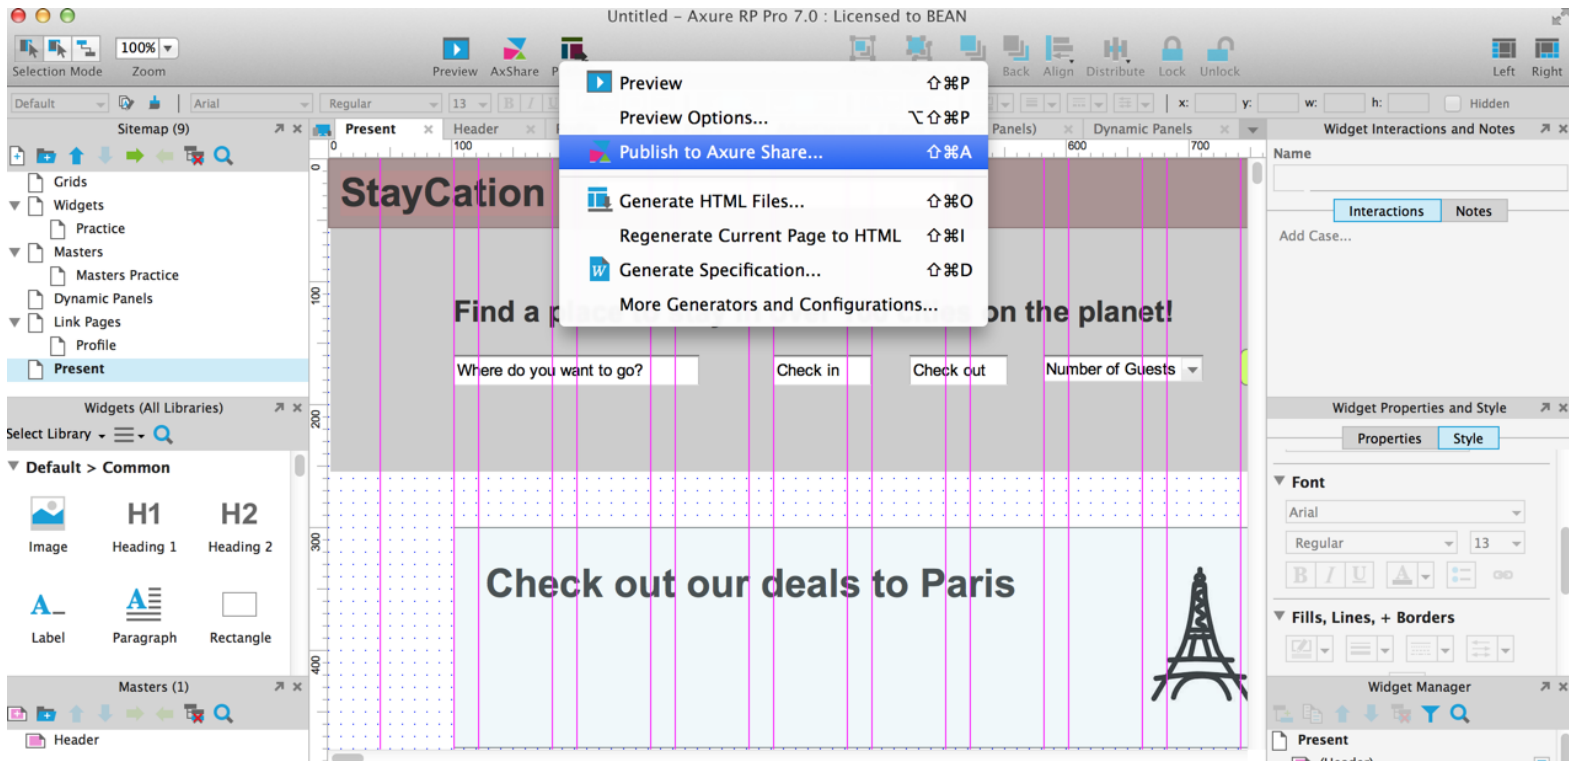 Untitled – Axure RP Pro 7.0 : Licensed to BEAN
100%
Selection Mode Zoom Preview AxShare Back Align Distribute Lock Unlock Left Right
Default Arial Regular 13 B I x: y: w: h: Hidden
Sitemap (9)
Grids
Widgets
Practice
Masters
Masters Practice
Dynamic Panels
Link Pages
Profile
Present
Widgets (All Libraries)
Select Library
Default > Common
H1 H2
Image Heading 1 Heading 2
A_ A
Label Paragraph Rectangle
Masters (1)
Header
Present Header Panels) Dynamic Panels
0 100 600 700
0
100
200
300
400
StayCation
Preview ⇧⌘P
Preview Options... ⌥⇧⌘P
Publish to Axure Share... ⇧⌘A
Generate HTML Files... ⇧⌘O
Regenerate Current Page to HTML ⇧⌘I
W Generate Specification... ⇧⌘D
More Generators and Configurations...
Find a place to stay on the planet!
Where do you want to go? Check in Check out Number of Guests
Check out our deals to Paris
Widget Interactions and Notes
Name
Interactions Notes
Add Case...
Widget Properties and Style
Properties Style
Font
Arial
Regular 13
B I U A
Fills, Lines, + Borders
Widget Manager
Present
(Header)